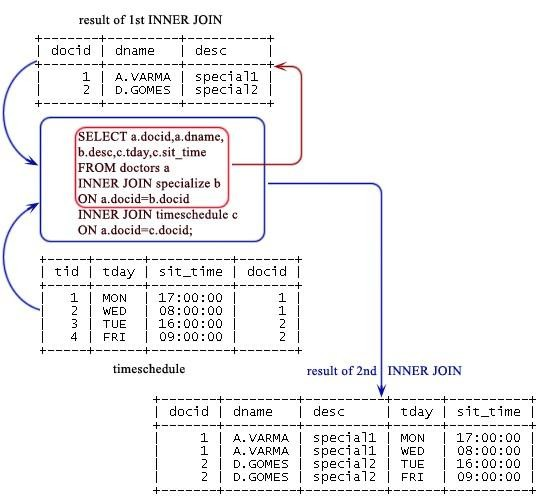 result of 1st INNER JOIN
+-------+---------+----------+
| docid | dname | desc |
+-------+---------+----------+
| 1 | A.VARMA | special1 |
| 2 | D.GOMES | special2 |
+-------+---------+----------+
SELECT a.docid,a.dname,
b.desc,c.tday,c.sit_time
FROM doctors a
INNER JOIN specialize b
ON a.docid=b.docid
INNER JOIN timeschedule c
ON a.docid=c.docid;
+-----+------+----------+-------+
| tid | tday | sit_time | docid |
+-----+------+----------+-------+
| 1 | MON | 17:00:00 | 1 |
| 2 | WED | 08:00:00 | 1 |
| 3 | TUE | 16:00:00 | 2 |
| 4 | FRI | 09:00:00 | 2 |
+-----+------+----------+-------+
timeschedule
result of 2nd INNER JOIN
+-------+---------+----------+------+----------+
| docid | dname | desc | tday | sit_time |
+-------+---------+----------+------+----------+
| 1 | A.VARMA | special1 | MON | 17:00:00 |
| 1 | A.VARMA | special1 | WED | 08:00:00 |
| 2 | D.GOMES | special2 | TUE | 16:00:00 |
| 2 | D.GOMES | special2 | FRI | 09:00:00 |
+-------+---------+----------+------+----------+